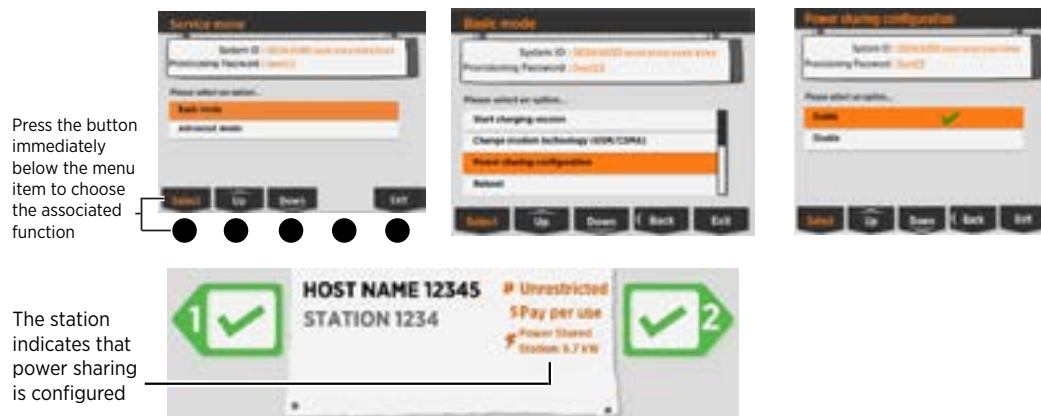 Service menu
System ID :
Provisioning Password :
Please select an option...
Basic mode
Advanced mode
Select Up Down Exit
Press the button
immediately
below the menu
item to choose
the associated
function
Basic mode
System ID :
Provisioning Password :
Please select an option...
Start charging session
Change modem technology (GSM/CDMA)
Power sharing configuration
Reboot
Select Up Down Back Exit
Power sharing configuration
System ID :
Provisioning Password :
Please select an option...
Enable
Disable
Select Up Down Back Exit
The station
indicates that
power sharing
is configured
1
HOST NAME 12345
STATION 1234
Unrestricted
$ Pay per use
Power Shared
Station: 5.7 kW
2